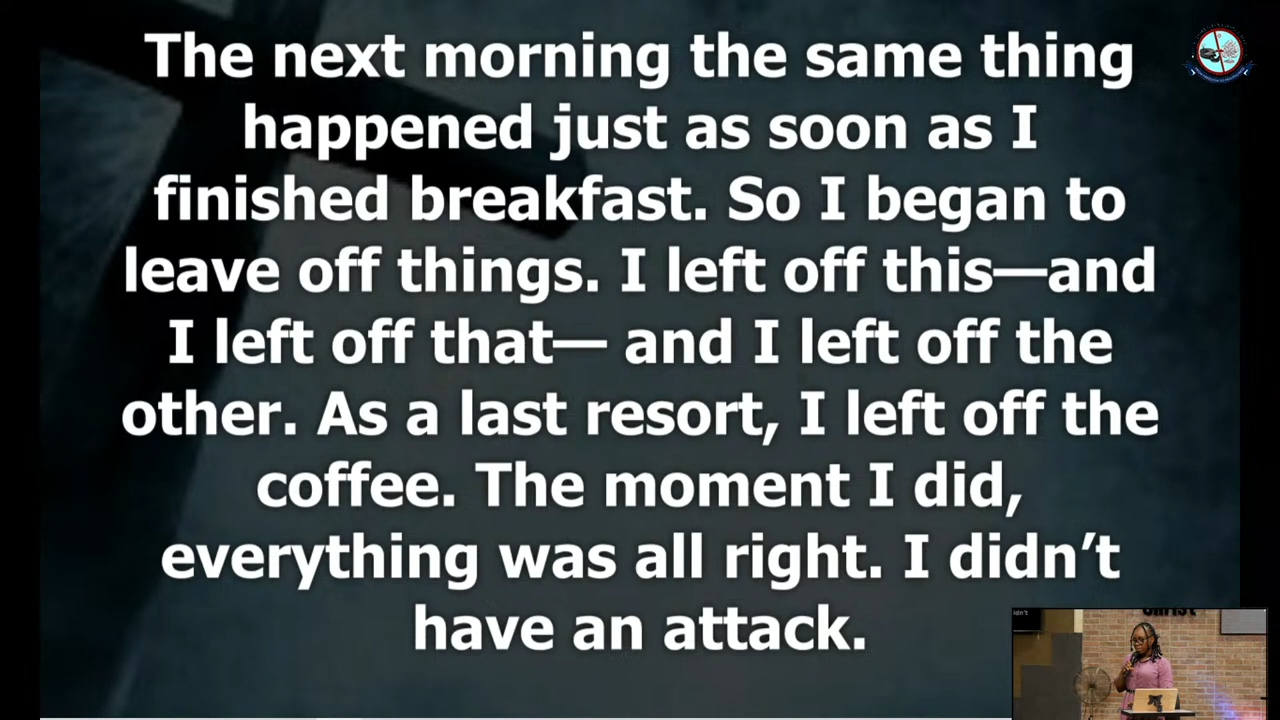 The next morning the same thing
happened just as soon as I
finished breakfast. So I began to
leave off things. I left off this—and
I left off that— and I left off the
other. As a last resort, I left off the
coffee. The moment I did,
everything was all right. I didn’t
have an attack.
idn't
Christ